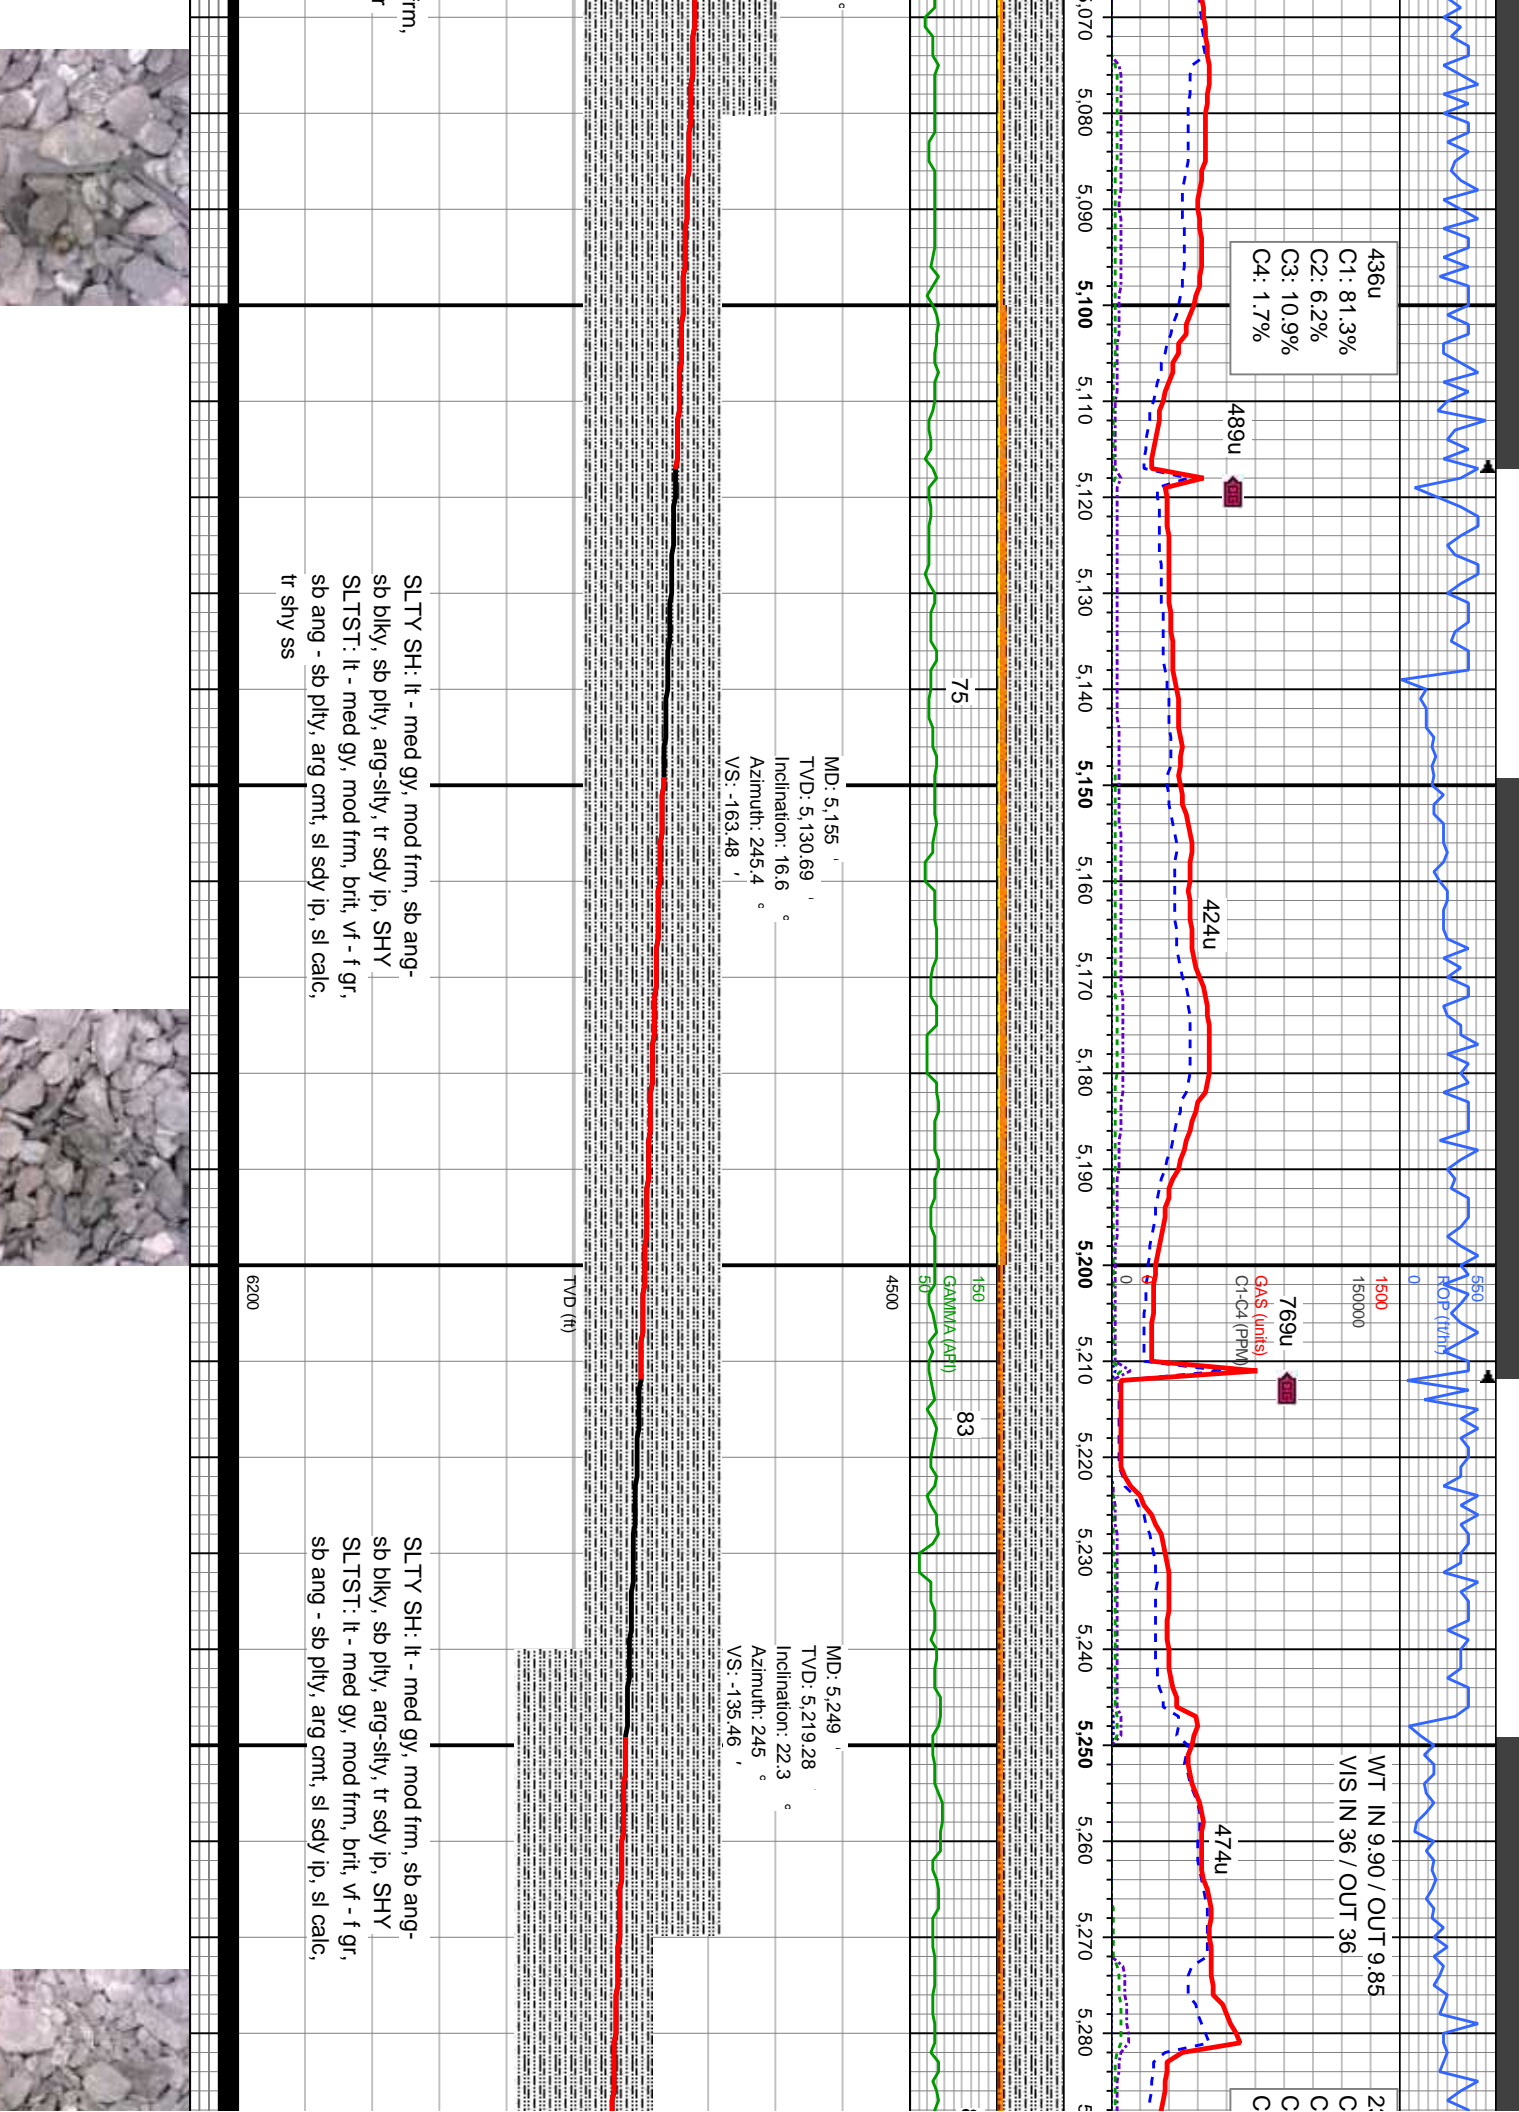 5,070
5,080
5,090
5,100
5,110
5,120
5,130
5,140
5,150
5,160
5,170
5,180
5,190
5,200
5,210
5,220
5,230
5,240
5,250
5,260
5,270
5,280
436u
C1: 81.3%
C2: 6.2%
C3: 10.9%
C4: 1.7%
489u
DG
424u
550
ROP (ft/hr)
0
1500
150000
GAS (units)
C1-C4 (PPM)
0
0
769u
DG
WT IN 9.90 / OUT 9.85
VIS IN 36 / OUT 36
474u
C
C
C
C
75
150
GAMMA (API)
50
83
MD: 5,155 '
TVD: 5,130.69 '
Inclination: 16.6 c
Azimuth: 245.4 c
VS: -163.48 '
4500
TVD (ft)
6200
MD: 5,249 '
TVD: 5,219.28 '
Inclination: 22.3 c
Azimuth: 245 c
VS: -135.46 '
SLTY SH: lt - med gy, mod frm, sb ang-
sb blky, sb plty, arg-slty, tr sdy ip, SHY
SLTST: lt - med gy, mod frm, brit, vf - f gr,
sb ang - sb plty, arg cmt, sl sdy ip, sl calc,
tr shy ss
SLTY SH: lt - med gy, mod frm, sb ang-
sb blky, sb plty, arg-slty, tr sdy ip, SHY
SLTST: lt - med gy, mod frm, brit, vf - f gr,
sb ang - sb plty, arg cmt, sl sdy ip, sl calc,